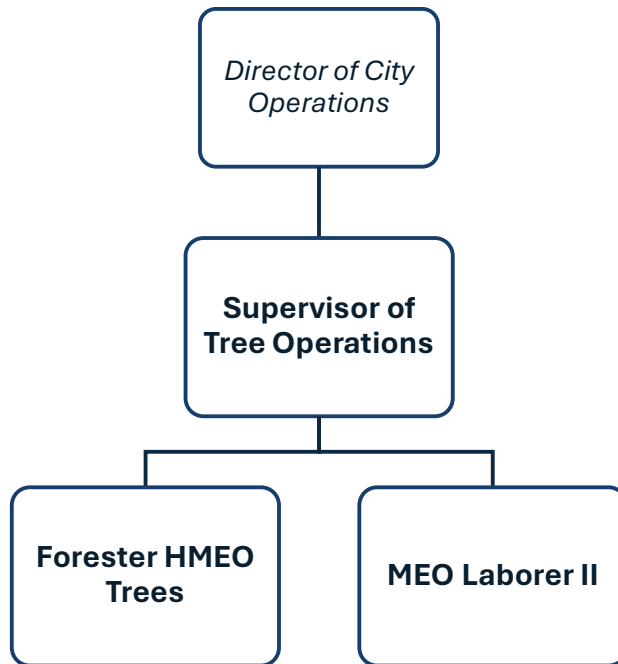 Director of City
Operations
Supervisor of
Tree Operations
Forester HMEO
Trees
MEO Laborer II